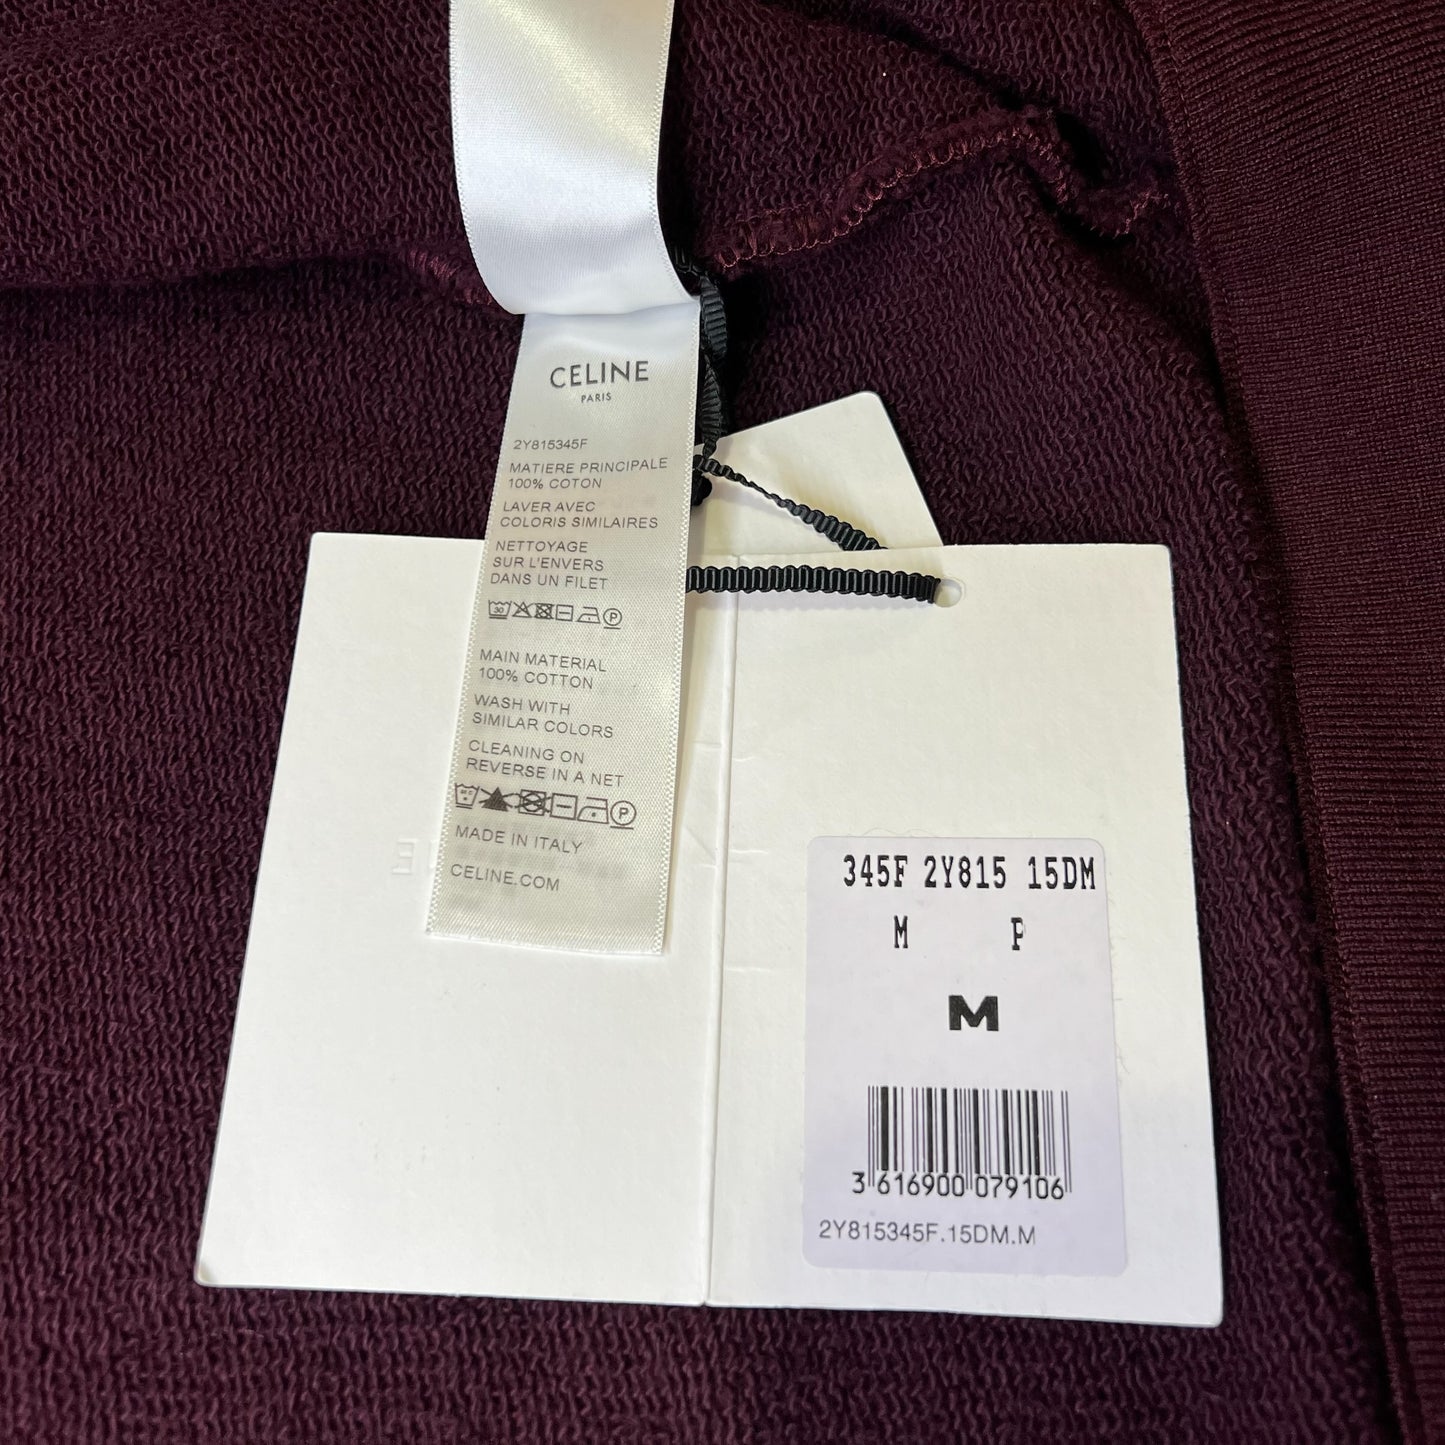 CELINE
PARIS
2Y815345F
MATIERE PRINCIPALE
100% COTON
LAVER AVEC
COLORIS SIMILAIRES
NETTOYAGE
SUR L'ENVERS
DANS UN FILET
30
P
MAIN MATERIAL
100% COTTON
WASH WITH
SIMILAR COLORS
CLEANING ON
REVERSE IN A NET
P
MADE IN ITALY
CELINE.COM
345F 2Y815 15DM
M P
M
3 616900 079106
2Y815345F.15DM.M